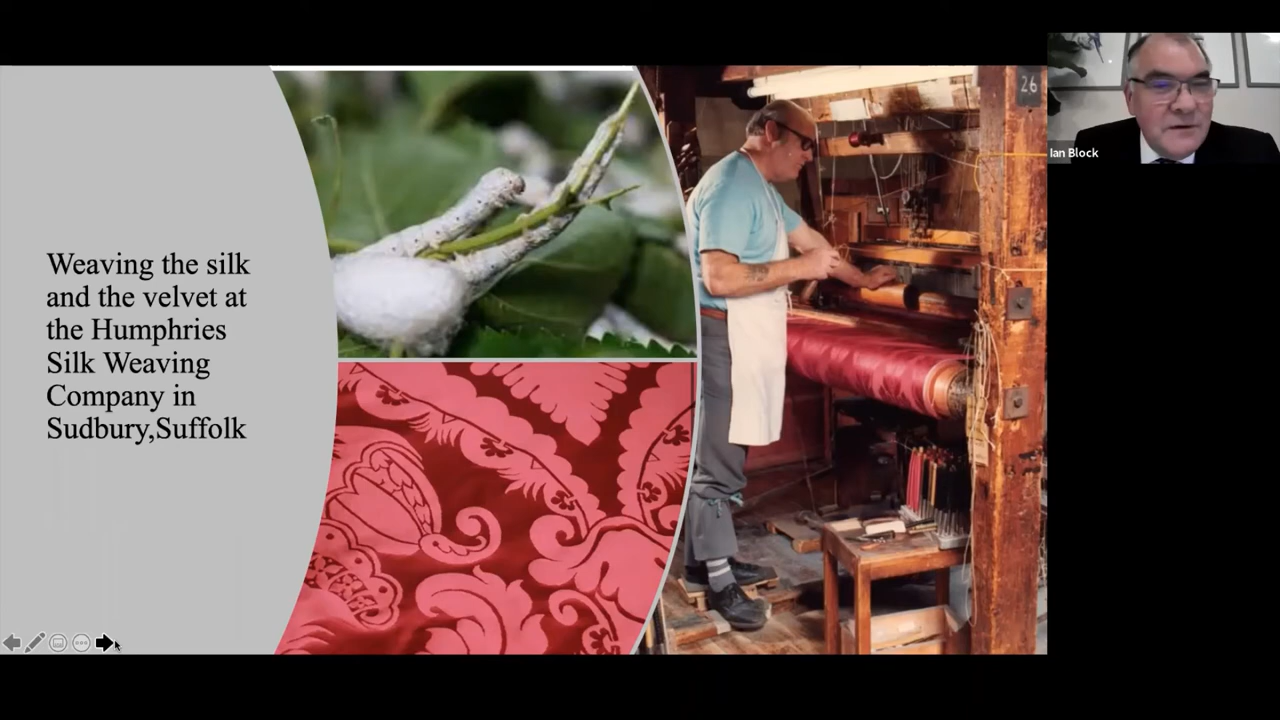 Weaving the silk
and the velvet at
the Humphries
Silk Weaving
Company in
Sudbury,Suffolk
26
Ian Block